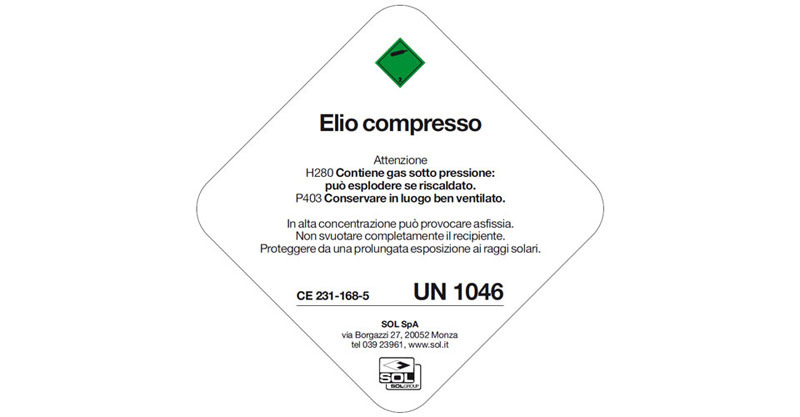 2
Elio compresso
Attenzione
H280 Contiene gas sotto pressione:
può esplodere se riscaldato.
P403 Conservare in luogo ben ventilato.
In alta concentrazione può provocare asfissia.
Non svuotare completamente il recipiente.
Proteggere da una prolungata esposizione ai raggi solari.
CE 231-168-5 UN 1046
SOL SpA
via Borgazzi 27, 20052 Monza
tel 039 23961, www.sol.it
SOL
SOLGROUP